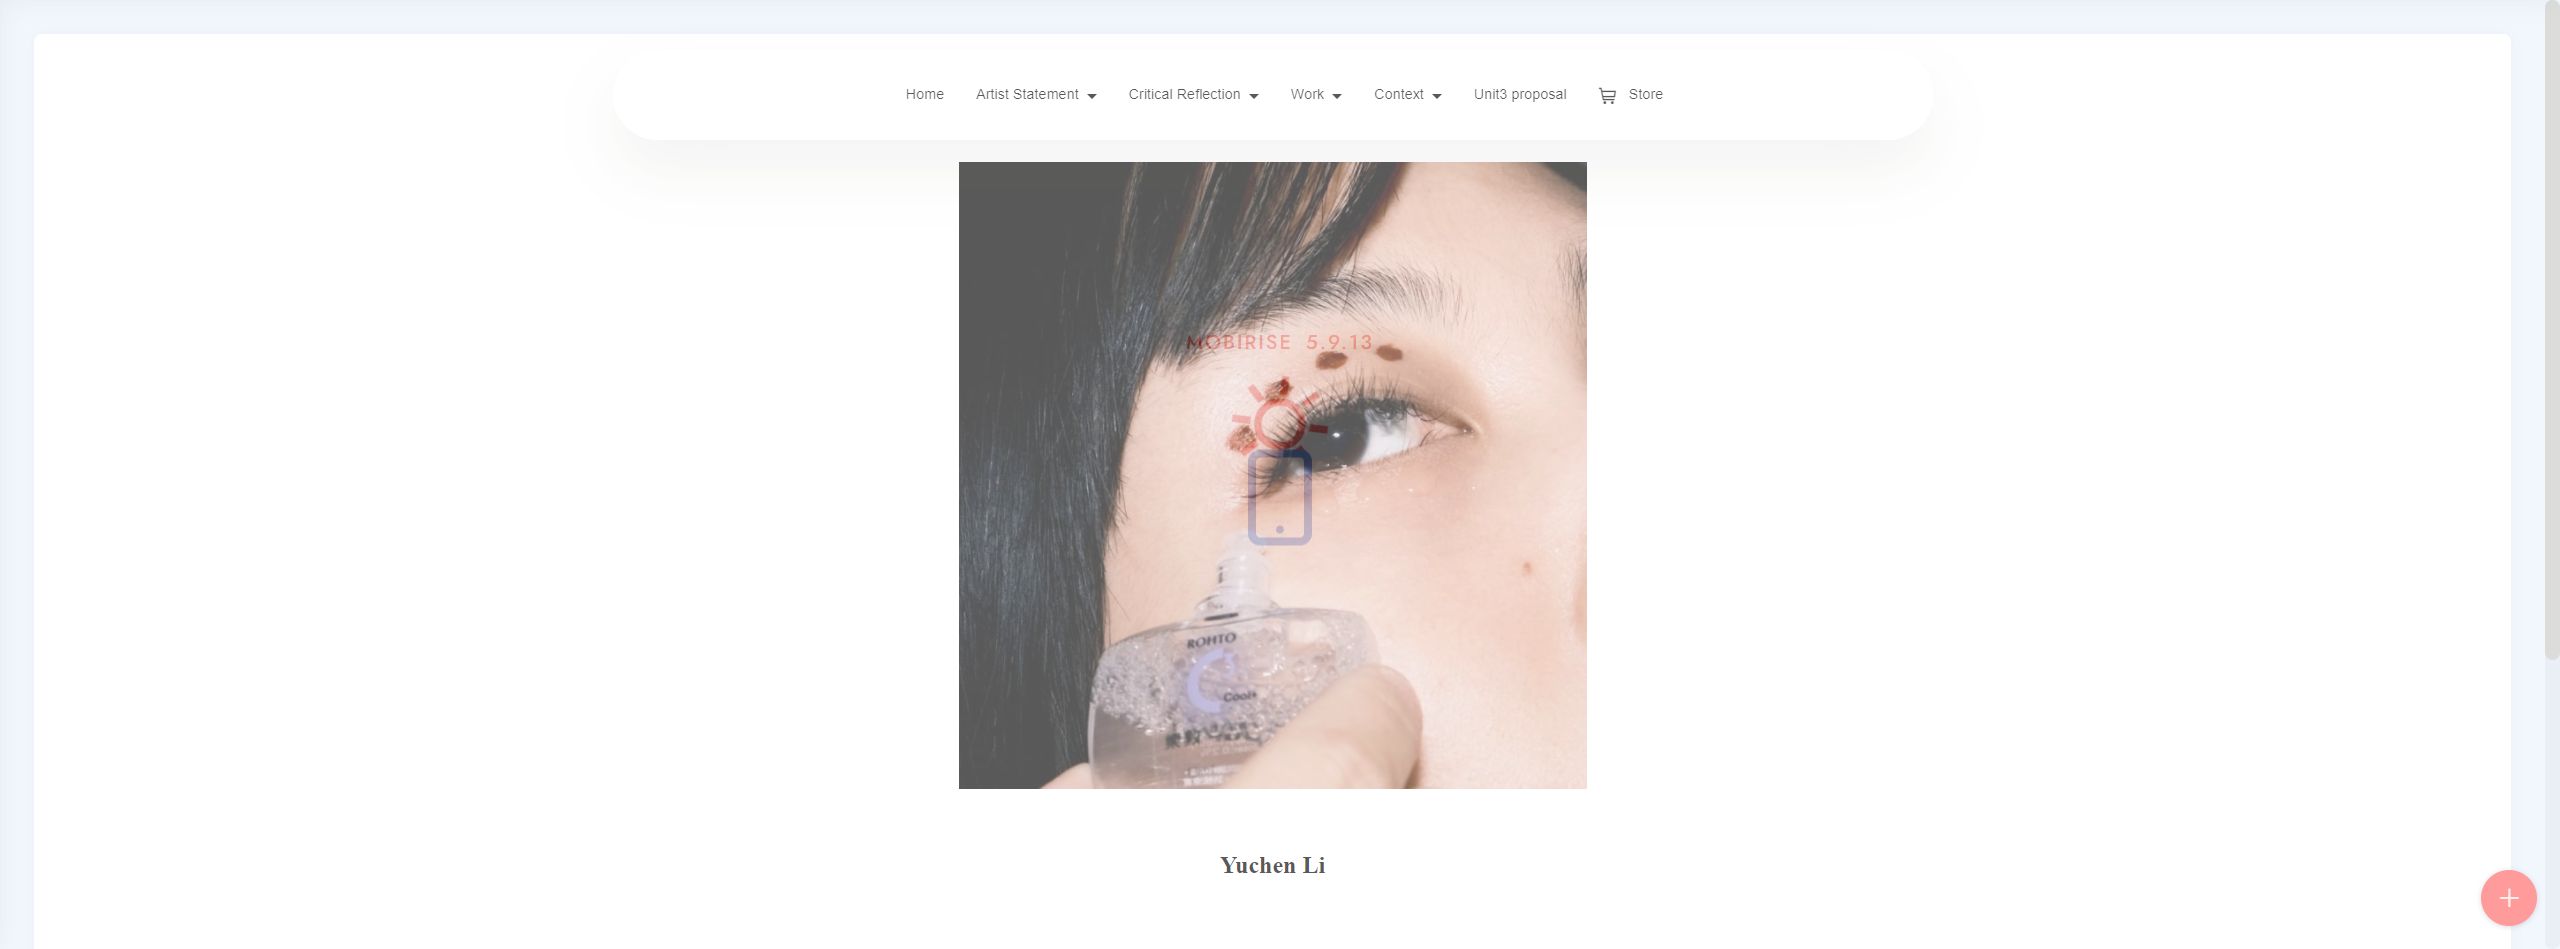 Home Artist Statement Critical Reflection Work Context Unit3 proposal Store
MOBIRISE 5.9.13
ROHTO
Cool
Yuchen Li